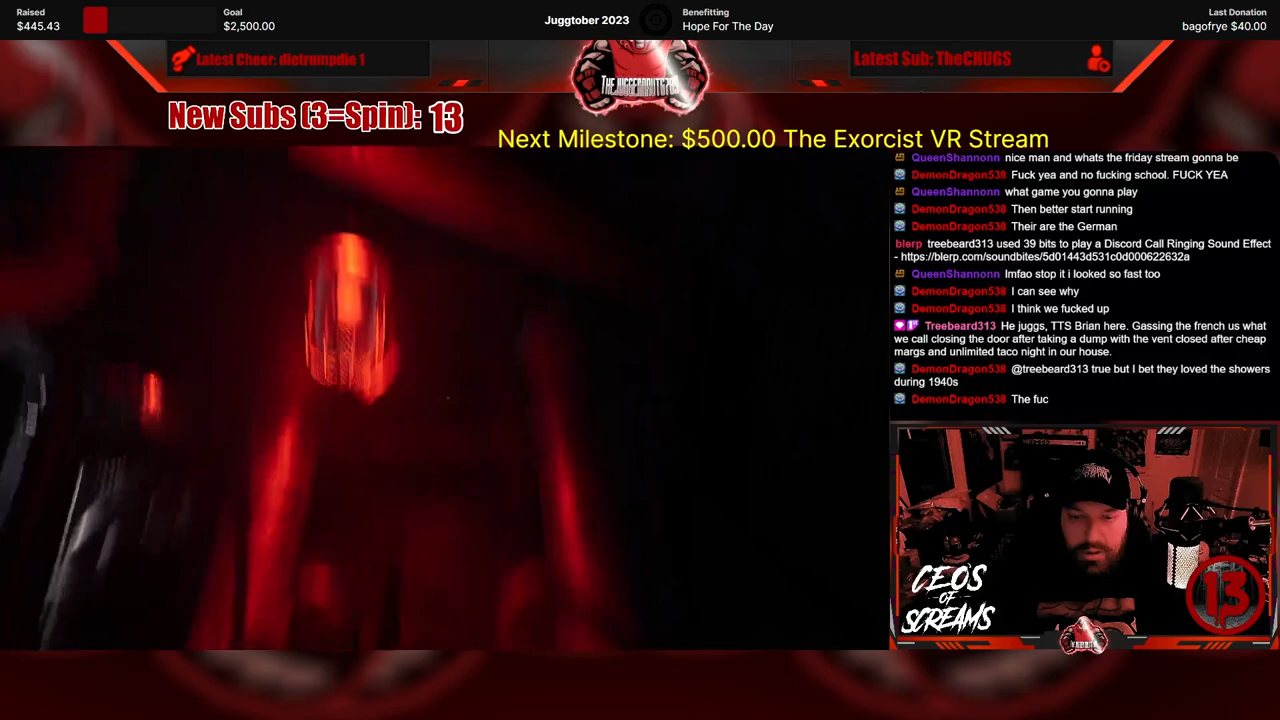 Raised
$445.43
Goal
$2,500.00
Juggtober 2023
Benefitting
Hope For The Day
Last Donation
bagofrye $40.00
Latest Cheer: dietrumpdie 1
THEJUGGERNAUT6789
Latest Sub: TheCHUGS
New Subs (3=Spin): 13
Next Milestone: $500.00 The Exorcist VR Stream
QueenShannonn nice man and whats the friday stream gonna be
DemonDragon538 Fuck yea and no fucking school. FUCK YEA
QueenShannonn what game you gonna play
DemonDragon538 Then better start running
DemonDragon538 Their are the German
blerp treebeard313 used 39 bits to play a Discord Call Ringing Sound Effect
- https://blerp.com/soundbites/5d01443d531c0d000622632a
QueenShannonn lmfao stop it i looked so fast too
DemonDragon538 I can see why
DemonDragon538 I think we fucked up
Treebeard313 He juggs, TTS Brian here. Gassing the french us what
we call closing the door after taking a dump with the vent closed after cheap
margs and unlimited taco night in our house.
DemonDragon538 @treebeard313 true but I bet they loved the showers
during 1940s
DemonDragon538 The fuc
CEOS
OF
SCREAMS
13